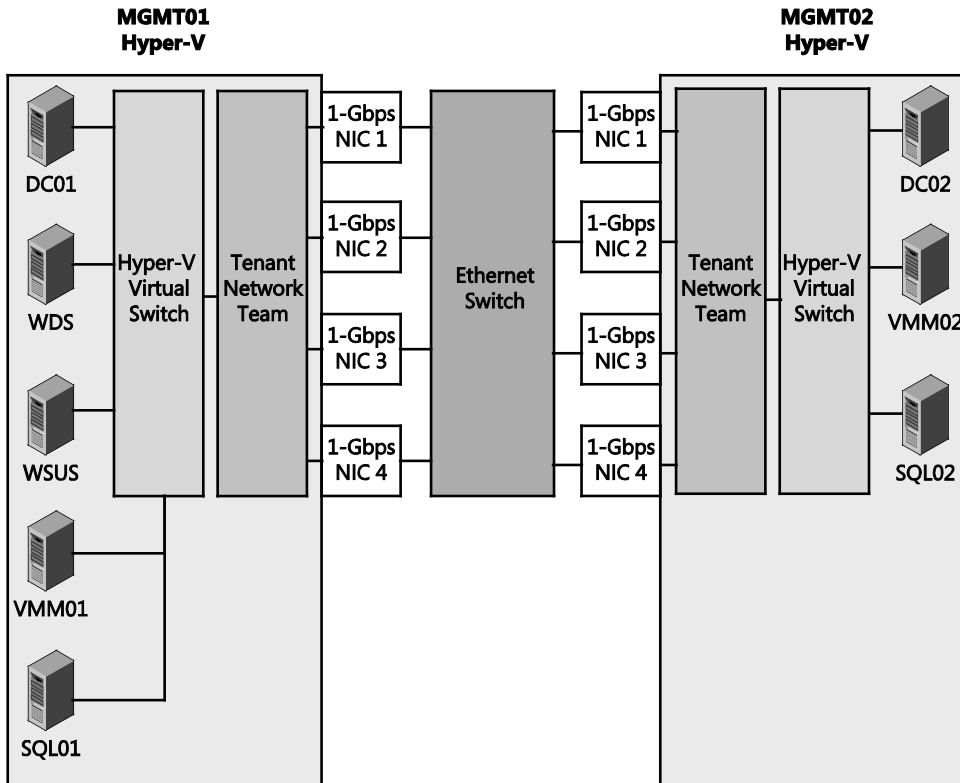 MGMT01
Hyper-V
MGMT02
Hyper-V
DC01
WDS
WSUS
VMM01
SQL01
Hyper-V
Virtual
Switch
Tenant
Network
Team
1-Gbps
NIC 1
1-Gbps
NIC 2
1-Gbps
NIC 3
1-Gbps
NIC 4
Ethernet
Switch
1-Gbps
NIC 1
1-Gbps
NIC 2
1-Gbps
NIC 3
1-Gbps
NIC 4
Tenant
Network
Team
Hyper-V
Virtual
Switch
DC02
VMM02
SQL02